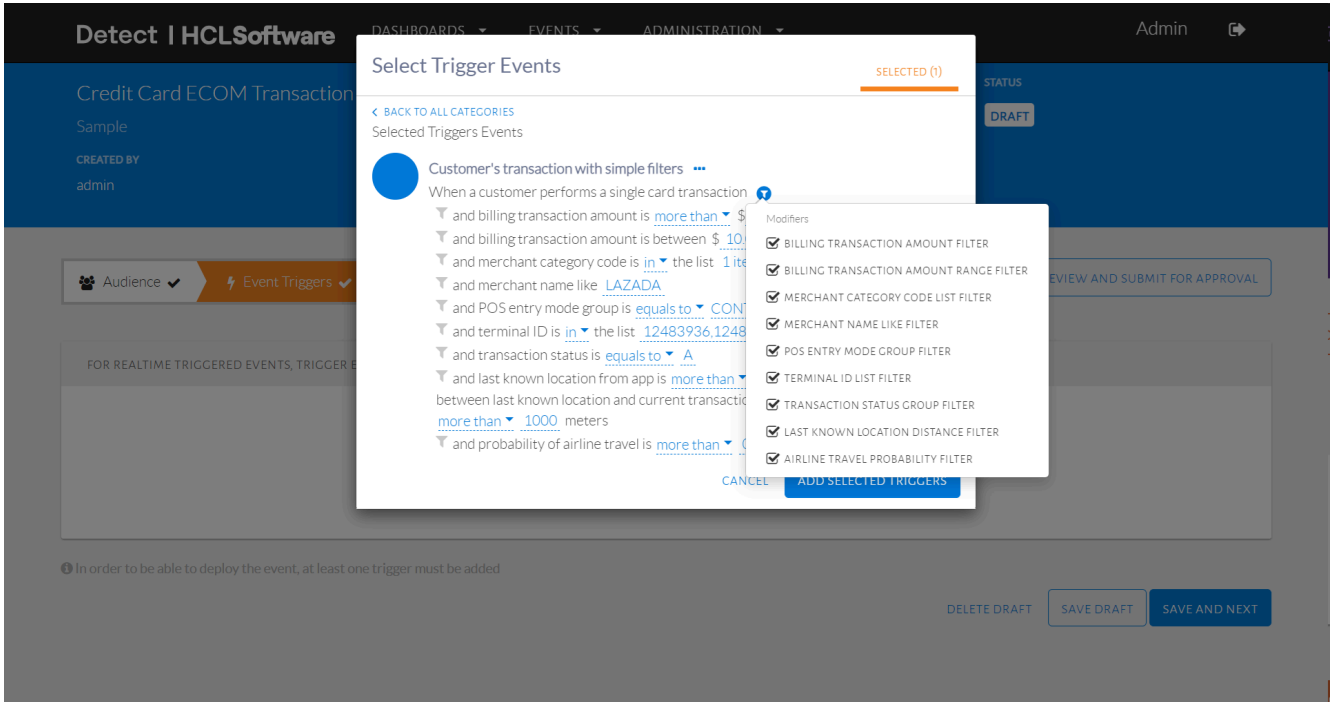 Detect | HCLSoftware
DASHBOARDS EVENTS ADMINISTRATION
Admin
Credit Card ECOM Transaction
Sample
CREATED BY
admin
STATUS
DRAFT
Select Trigger Events
SELECTED (1)
BACK TO ALL CATEGORIES
Selected Triggers Events
Customer's transaction with simple filters
When a customer performs a single card transaction
and billing transaction amount is more than $
and billing transaction amount is between $ 10.
and merchant category code is in the list 1 ite
and merchant name like LAZADA
and POS entry mode group is equals to CON
and terminal ID is in the list 12483936,1248
and transaction status is equals to A
and last known location from app is more than
between last known location and current transactio
more than 1000 meters
and probability of airline travel is more than
CANCEL
ADD SELECTED TRIGGERS
Modifiers
BILLING TRANSACTION AMOUNT FILTER
BILLING TRANSACTION AMOUNT RANGE FILTER
MERCHANT CATEGORY CODE LIST FILTER
MERCHANT NAME LIKE FILTER
POS ENTRY MODE GROUP FILTER
TERMINAL ID LIST FILTER
TRANSACTION STATUS GROUP FILTER
LAST KNOWN LOCATION DISTANCE FILTER
AIRLINE TRAVEL PROBABILITY FILTER
Audience
Event Triggers
EVIEW AND SUBMIT FOR APPROVAL
FOR REALTIME TRIGGERED EVENTS, TRIGGER E
In order to be able to deploy the event, at least one trigger must be added
DELETE DRAFT
SAVE DRAFT
SAVE AND NEXT